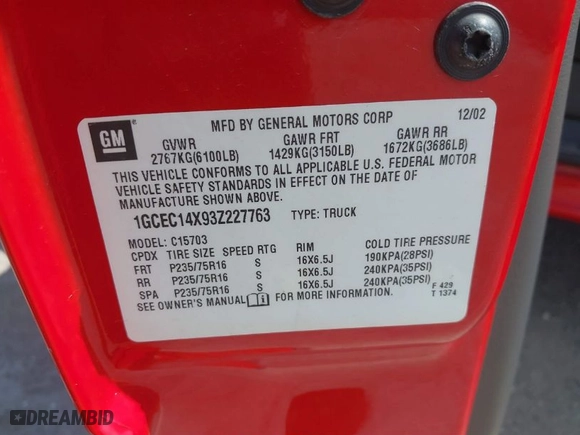 MFD BY GENERAL MOTORS CORP 12/02
GM
GVWR GAWR FRT GAWR RR
2767KG(6100LB) 1429KG(3150LB) 1672KG(3686LB)
THIS VEHICLE CONFORMS TO ALL APPLICABLE U.S. FEDERAL MOTOR
VEHICLE SAFETY STANDARDS IN EFFECT ON THE DATE OF
MANUFACTURE SHOWN ABOVE.
1GCEC14X93Z227763 TYPE: TRUCK
MODEL: C15703
CPDX TIRE SIZE SPEED RTG RIM COLD TIRE PRESSURE
FRT P235/75R16 S 16X6.5J 190KPA(28PSI)
RR P235/75R16 S 16X6.5J 240KPA(35PSI)
SPA P235/75R16 S 16X6.5J 240KPA(35PSI)
SEE OWNER'S MANUAL FOR MORE INFORMATION.
F 429
T 1374
DREAMBID